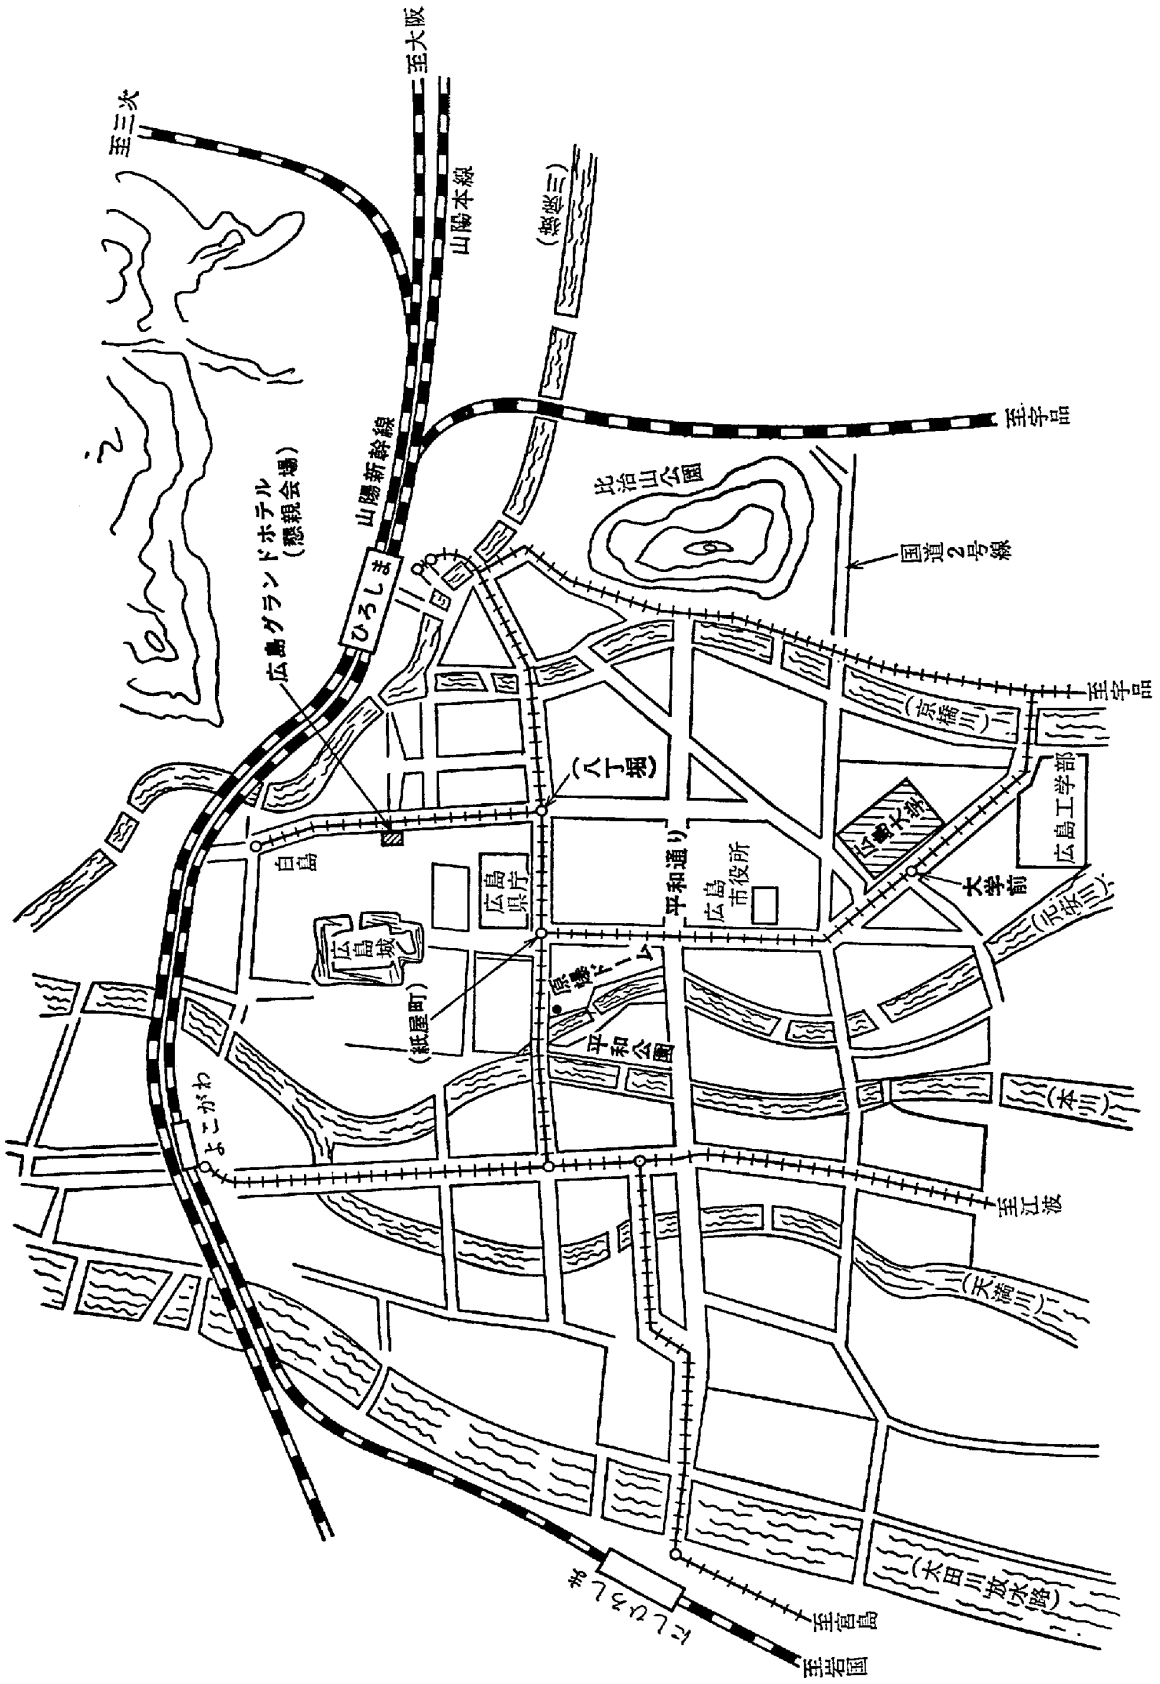 至三次
至大阪
山陽本線
(猿猴川)
山陽新幹線
広島グランドホテル
(懇親会場)
ひろしま
比治山公園
国道2号線
至宇品
至宇品
(京橋川)
白島
(八丁堀)
広島
県庁
広島
城
平和通り
広島
市役所
広島大学
大学前
広島工学部
(元安川)
(紙屋町)
原爆ドーム
平和公園
(本川)
よこがわ
至江波
(天満川)
(太田川放水路)
にしひろしま
至宮島
至岩国